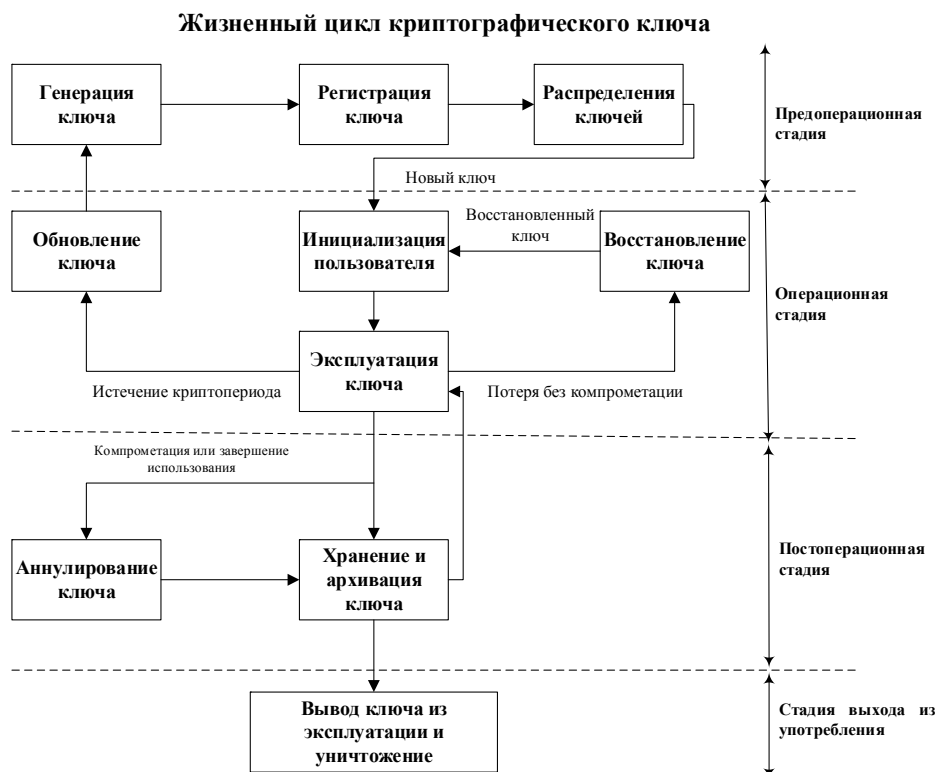 Жизненный цикл криптографического ключа
Генерация
ключа
Регистрация
ключа
Распределения
ключей
Предоперационная
стадия
Новый ключ
Обновление
ключа
Инициализация
пользователя
Восстановленный
ключ
Восстановление
ключа
Операционная
стадия
Эксплуатация
ключа
Истечение криптопериода
Потеря без компрометации
Компрометация или завершение
использования
Аннулирование
ключа
Хранение и
архивация
ключа
Постоперационная
стадия
Вывод ключа из
эксплуатации и
уничтожение
Стадия выхода из
употребления